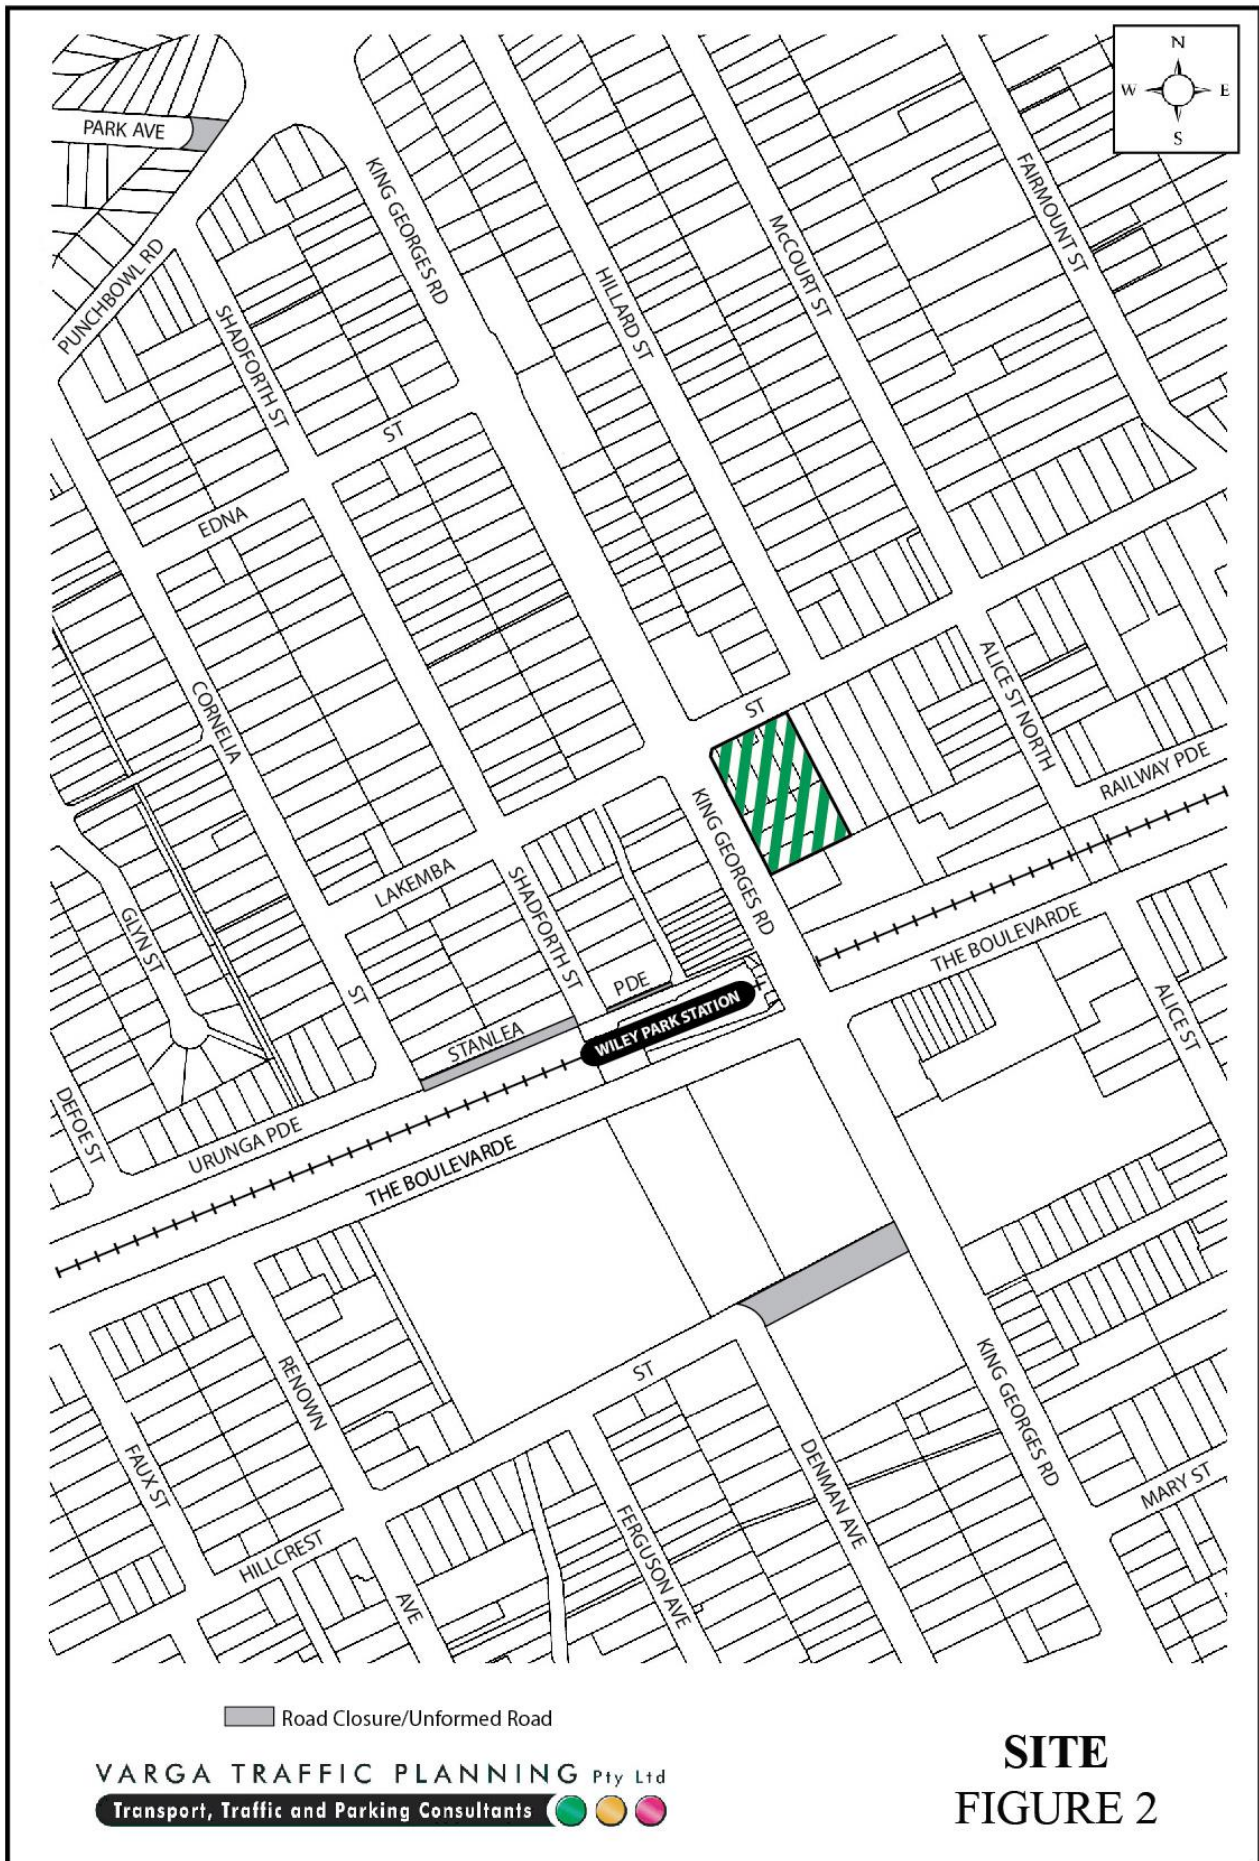 N
W E
S
PARK AVE
KING GEORGES RD
FAIRMOUNT ST
McCOURT ST
PUNCHBOWL RD
HILLARD ST
SHADFORTH ST
ST
EDNA
ALICE ST NORTH
CORNELIA
ST
RAILWAY PDE
KING GEORGES RD
LAKEMBA
SHADFORTH ST
GLYN ST
THE BOULEVARDE
ST
PDE
ALICE ST
STANLEA
WILEY PARK STATION
DEFOE ST
URUNGA PDE
THE BOULEVARDE
RENOWN
ST
KING GEORGES RD
FAUX ST
DENMAN AVE
MARY ST
HILLCREST
FERGUSON AVE
AVE
Road Closure/Unformed Road
VARGA TRAFFIC PLANNING Pty Ltd
Transport, Traffic and Parking Consultants
SITE
FIGURE 2